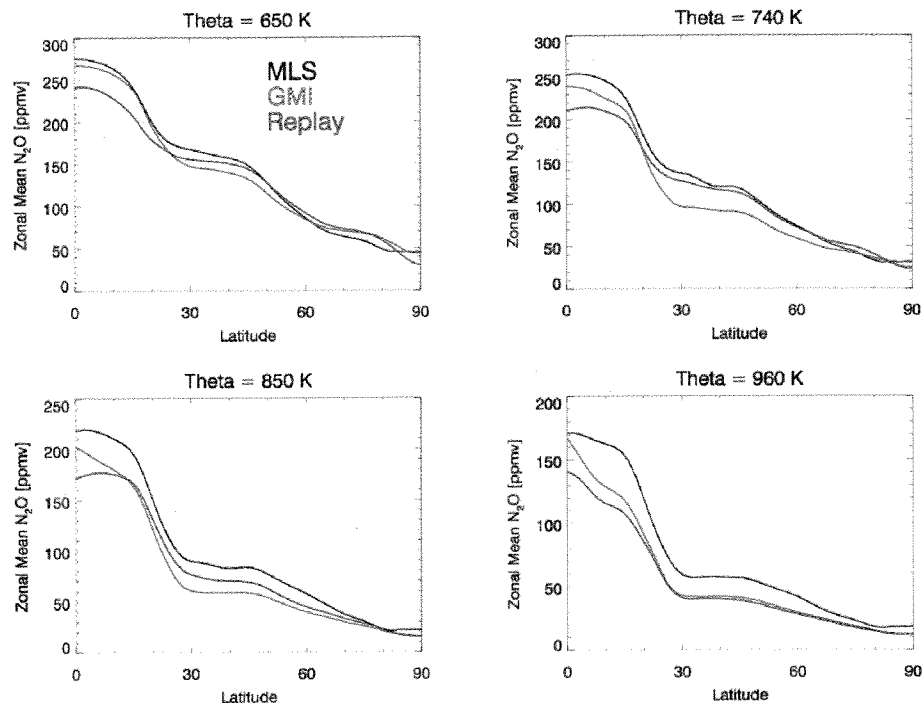 Theta = 650 K
Zonal Mean N₂O [ppmv]
300
250
200
150
100
50
0
MLS
GMI
Replay
0
30
60
90
Latitude
Theta = 740 K
Zonal Mean N₂O [ppmv]
300
250
200
150
100
50
0
0
30
60
90
Latitude
Theta = 850 K
Zonal Mean N₂O [ppmv]
250
200
150
100
50
0
0
30
60
90
Latitude
Theta = 960 K
Zonal Mean N₂O [ppmv]
200
150
100
50
0
0
30
60
90
Latitude